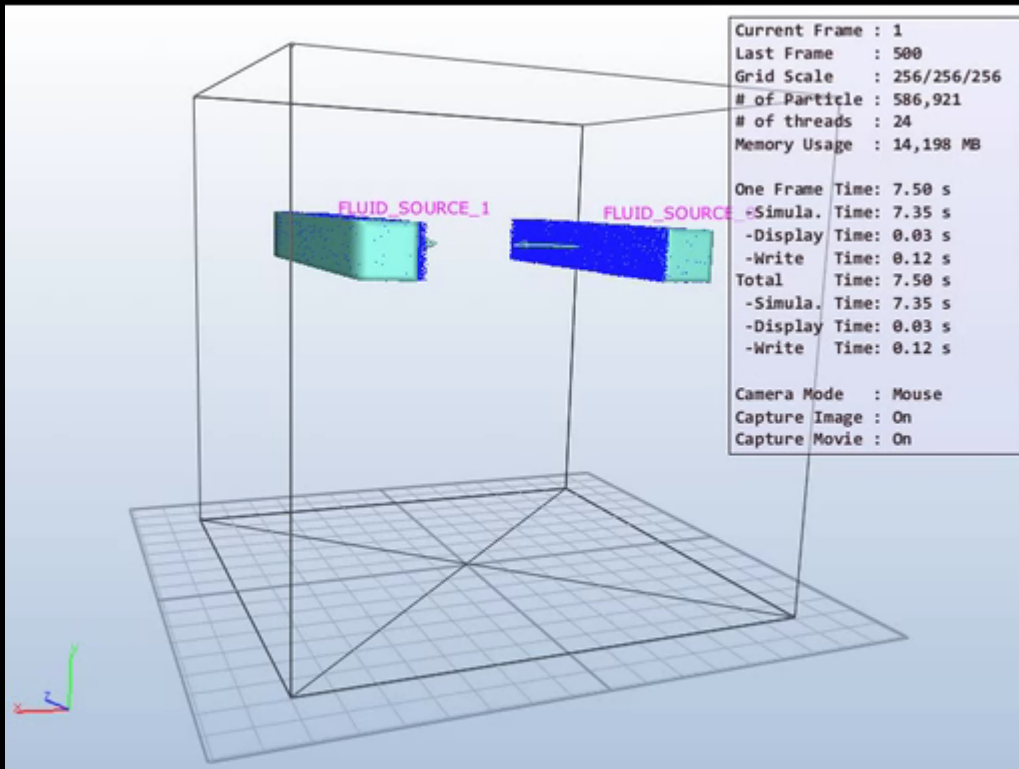 Current Frame : 1
Last Frame : 500
Grid Scale : 256/256/256
# of Particle : 586,921
# of threads : 24
Memory Usage : 14,198 MB
One Frame Time: 7.50 s
-Simula. Time: 7.35 s
-Display Time: 0.03 s
-Write Time: 0.12 s
Total Time: 7.50 s
-Simula. Time: 7.35 s
-Display Time: 0.03 s
-Write Time: 0.12 s
Camera Mode : Mouse
Capture Image : On
Capture Movie : On
FLUID_SOURCE_1
FLUID_SOURCE
x
y
z